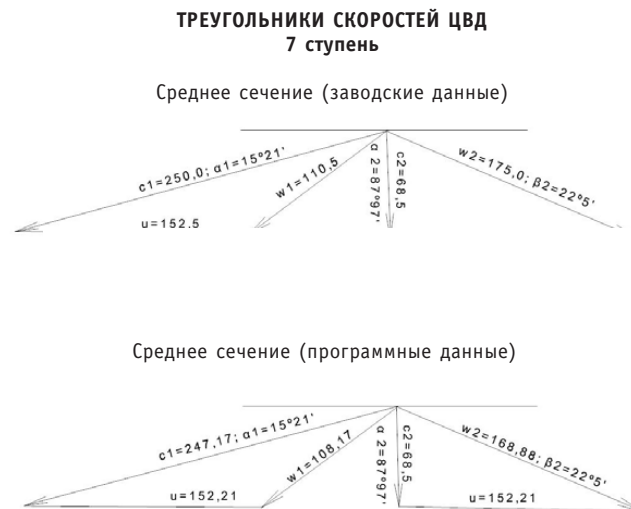 ТРЕУГОЛЬНИКИ СКОРОСТЕЙ ЦВД
7 ступень
Среднее сечение (заводские данные)
c1=250,0; α1=15°21'
w1=110,5
α 2=87°97'
c2=68,5
w2=175,0; β2=22°5'
u=152,5
Среднее сечение (программные данные)
c1=247,17; α1=15°21'
w1=108,17
α 2=87°97'
c2=68,5
w2=168,88; β2=22°5'
u=152,21
u=152,21